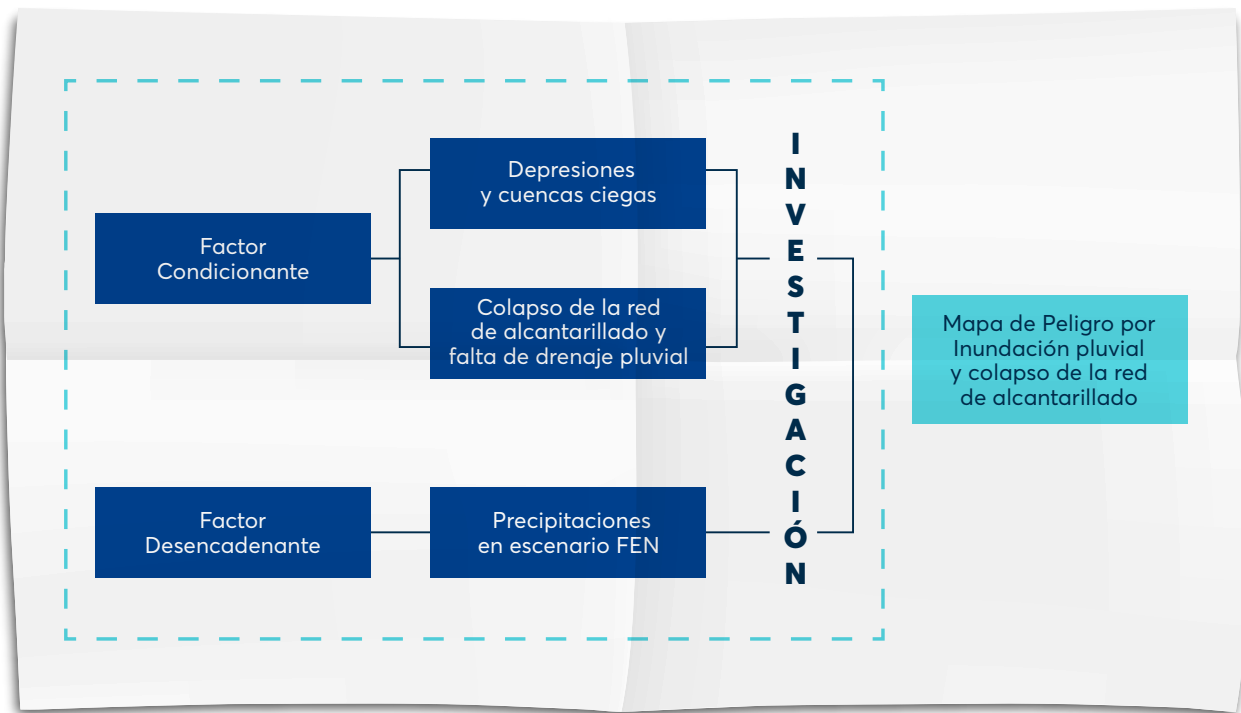 Factor
Condicionante
Depresiones
y cuencas ciegas
Colapso de la red
de alcantarillado y
falta de drenaje pluvial
Factor
Desencadenante
Precipitaciones
en escenario FEN
INVESTIGACIÓN
Mapa de Peligro por
Inundación pluvial
y colapso de la red
de alcantarillado